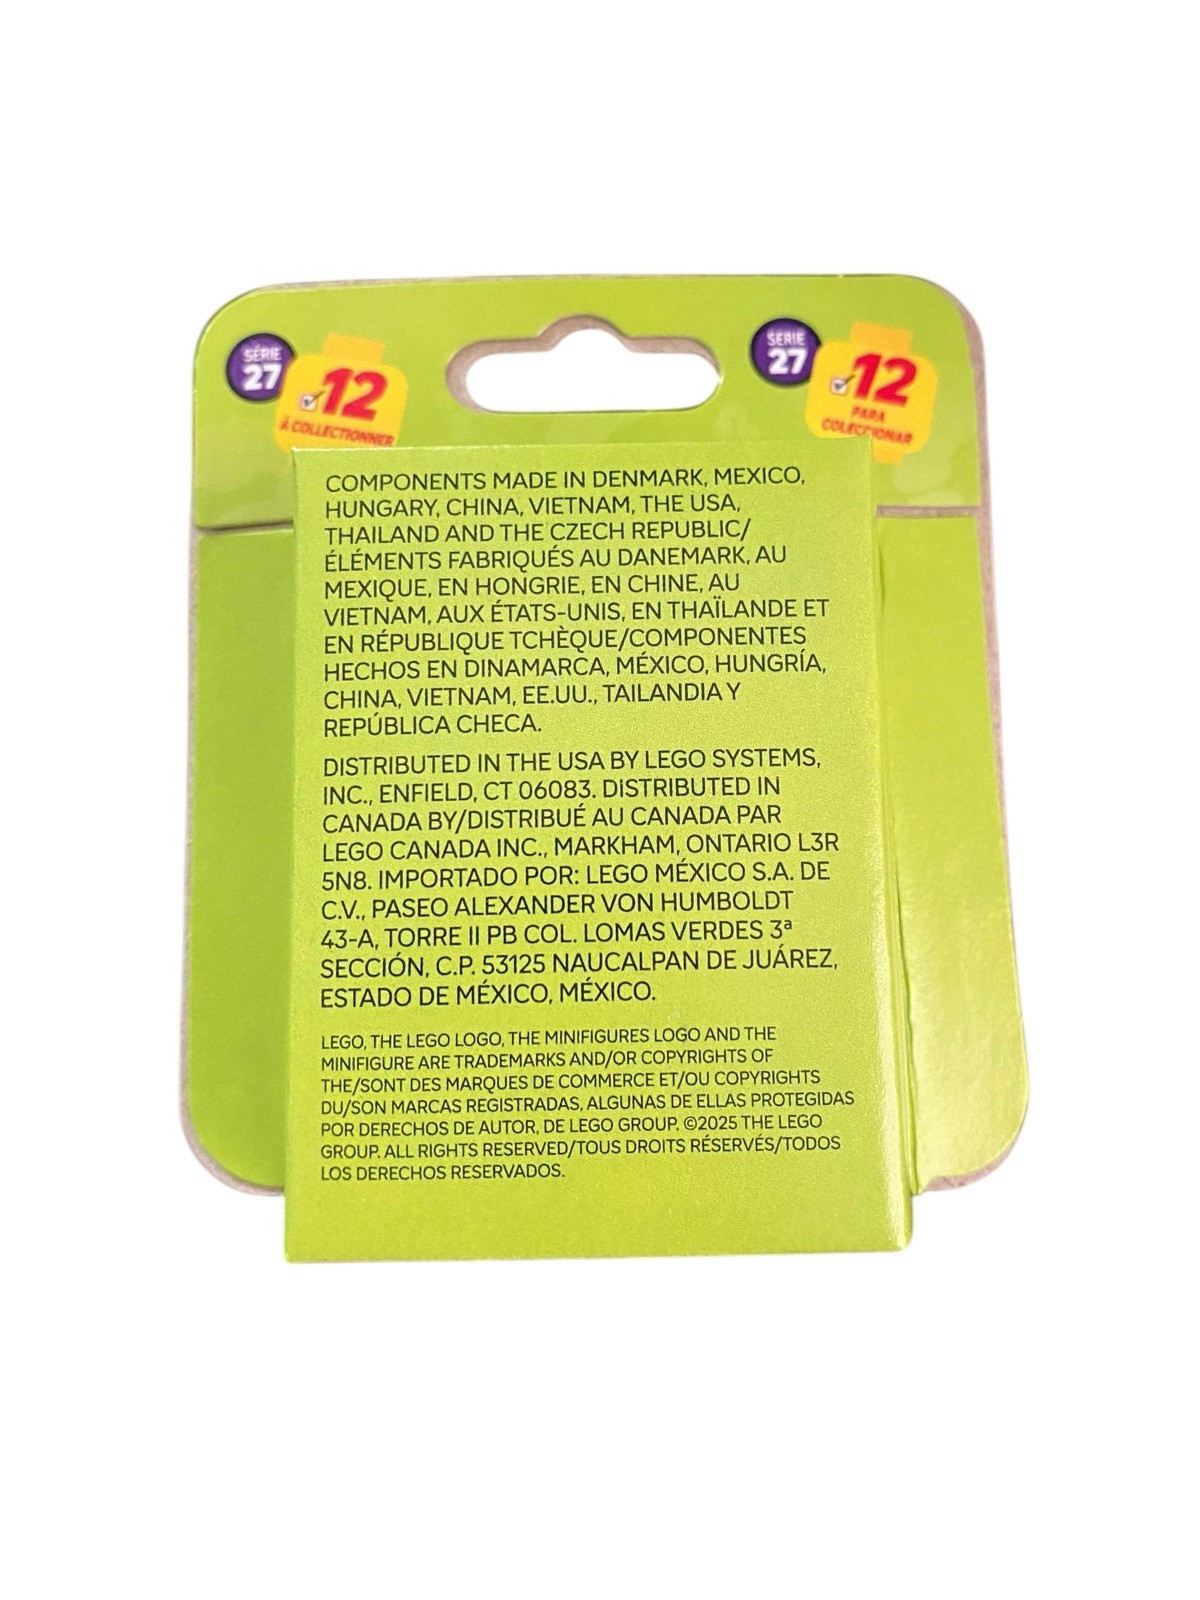 SÉRIE
27
12
À COLLECTIONNER
SERIE
27
12
PARA
COLECCIONAR
COMPONENTS MADE IN DENMARK, MEXICO,
HUNGARY, CHINA, VIETNAM, THE USA,
THAILAND AND THE CZECH REPUBLIC/
ÉLÉMENTS FABRIQUÉS AU DANEMARK, AU
MEXIQUE, EN HONGRIE, EN CHINE, AU
VIETNAM, AUX ÉTATS-UNIS, EN THAÏLANDE ET
EN RÉPUBLIQUE TCHÈQUE/COMPONENTES
HECHOS EN DINAMARCA, MÉXICO, HUNGRÍA,
CHINA, VIETNAM, EE.UU., TAILANDIA Y
REPÚBLICA CHECA.
DISTRIBUTED IN THE USA BY LEGO SYSTEMS,
INC., ENFIELD, CT 06083. DISTRIBUTED IN
CANADA BY/DISTRIBUÉ AU CANADA PAR
LEGO CANADA INC., MARKHAM, ONTARIO L3R
5N8. IMPORTADO POR: LEGO MÉXICO S.A. DE
C.V., PASEO ALEXANDER VON HUMBOLDT
43-A, TORRE II PB COL. LOMAS VERDES 3ª
SECCIÓN, C.P. 53125 NAUCALPAN DE JUÁREZ,
ESTADO DE MÉXICO, MÉXICO.
LEGO, THE LEGO LOGO, THE MINIFIGURES LOGO AND THE
MINIFIGURE ARE TRADEMARKS AND/OR COPYRIGHTS OF
THE/SONT DES MARQUES DE COMMERCE ET/OU COPYRIGHTS
DU/SON MARCAS REGISTRADAS, ALGUNAS DE ELLAS PROTEGIDAS
POR DERECHOS DE AUTOR, DE LEGO GROUP. ©2025 THE LEGO
GROUP. ALL RIGHTS RESERVED/TOUS DROITS RÉSERVÉS/TODOS
LOS DERECHOS RESERVADOS.